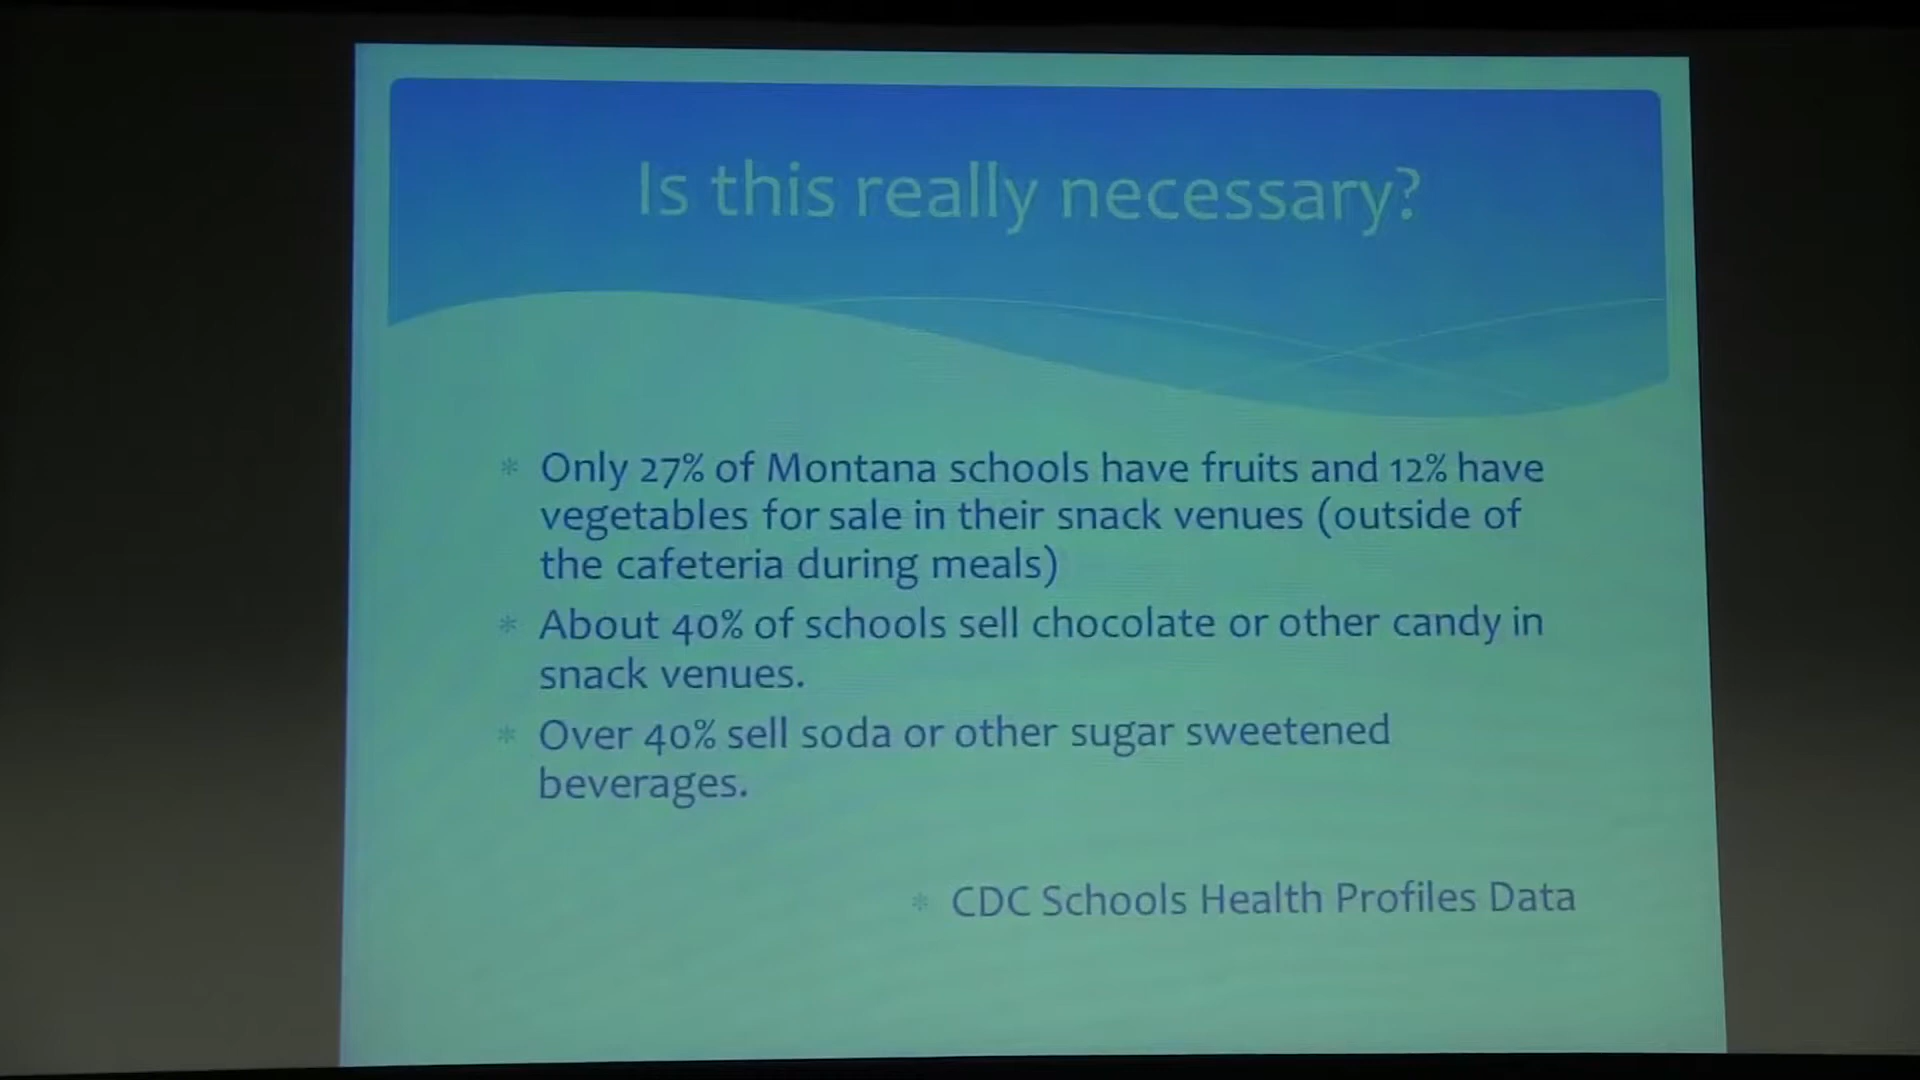 Is this really necessary?
* Only 27% of Montana schools have fruits and 12% have
vegetables for sale in their snack venues (outside of
the cafeteria during meals)
* About 40% of schools sell chocolate or other candy in
snack venues.
* Over 40% sell soda or other sugar sweetened
beverages.
* CDC Schools Health Profiles Data